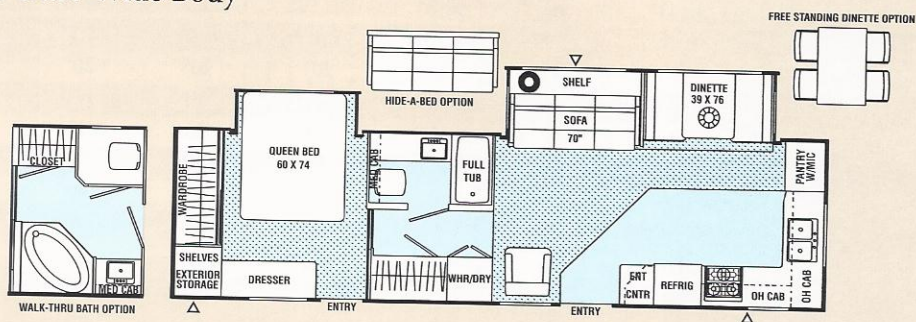 Body
FREE STANDING DINETTE OPTION
HIDE-A-BED OPTION
SHELF
SOFA
70"
DINETTE
39 X 76
PANTRY
W/MIC
CLOSET
MED CAB
WALK-THRU BATH OPTION
WARDROBE
QUEEN BED
60 X 74
MED CAB
FULL
TUB
SHELVES
EXTERIOR
STORAGE
DRESSER
ENTRY
WHR/DRY
ENT
CNTR
REFRIG
OH CAB
OH CAB
ENTRY